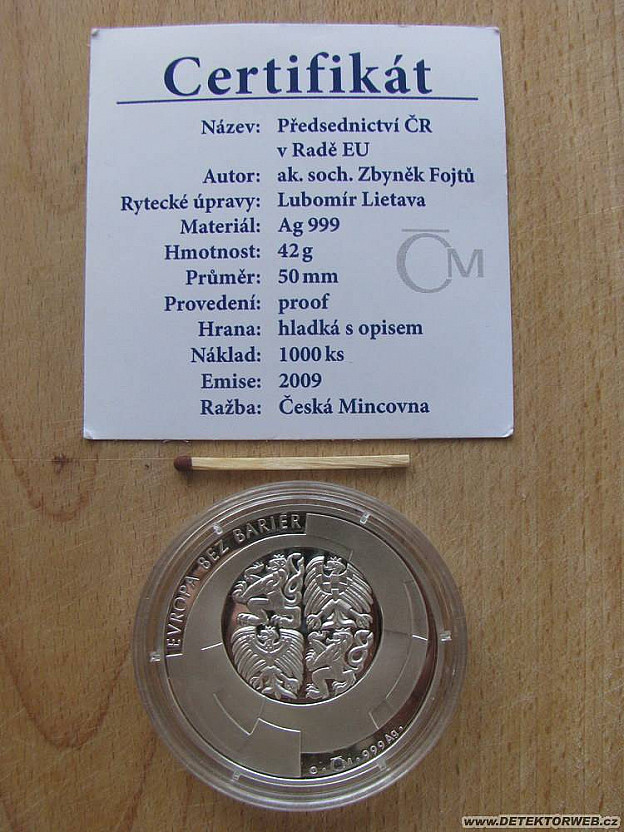 Certifikát
Název: Předsednictví ČR
v Radě EU
Autor: ak. soch. Zbyněk Fojtů
Rytecké úpravy: Lubomír Lietava
Materiál: Ag 999
Hmotnost: 42 g
Průměr: 50 mm
Provedení: proof
Hrana: hladká s opisem
Náklad: 1000 ks
Emise: 2009
Ražba: Česká Mincovna
ČM
EVROPA BEZ BARIÉR
ČM · 999 Ag ·
www.DETEKTORWEB.cz